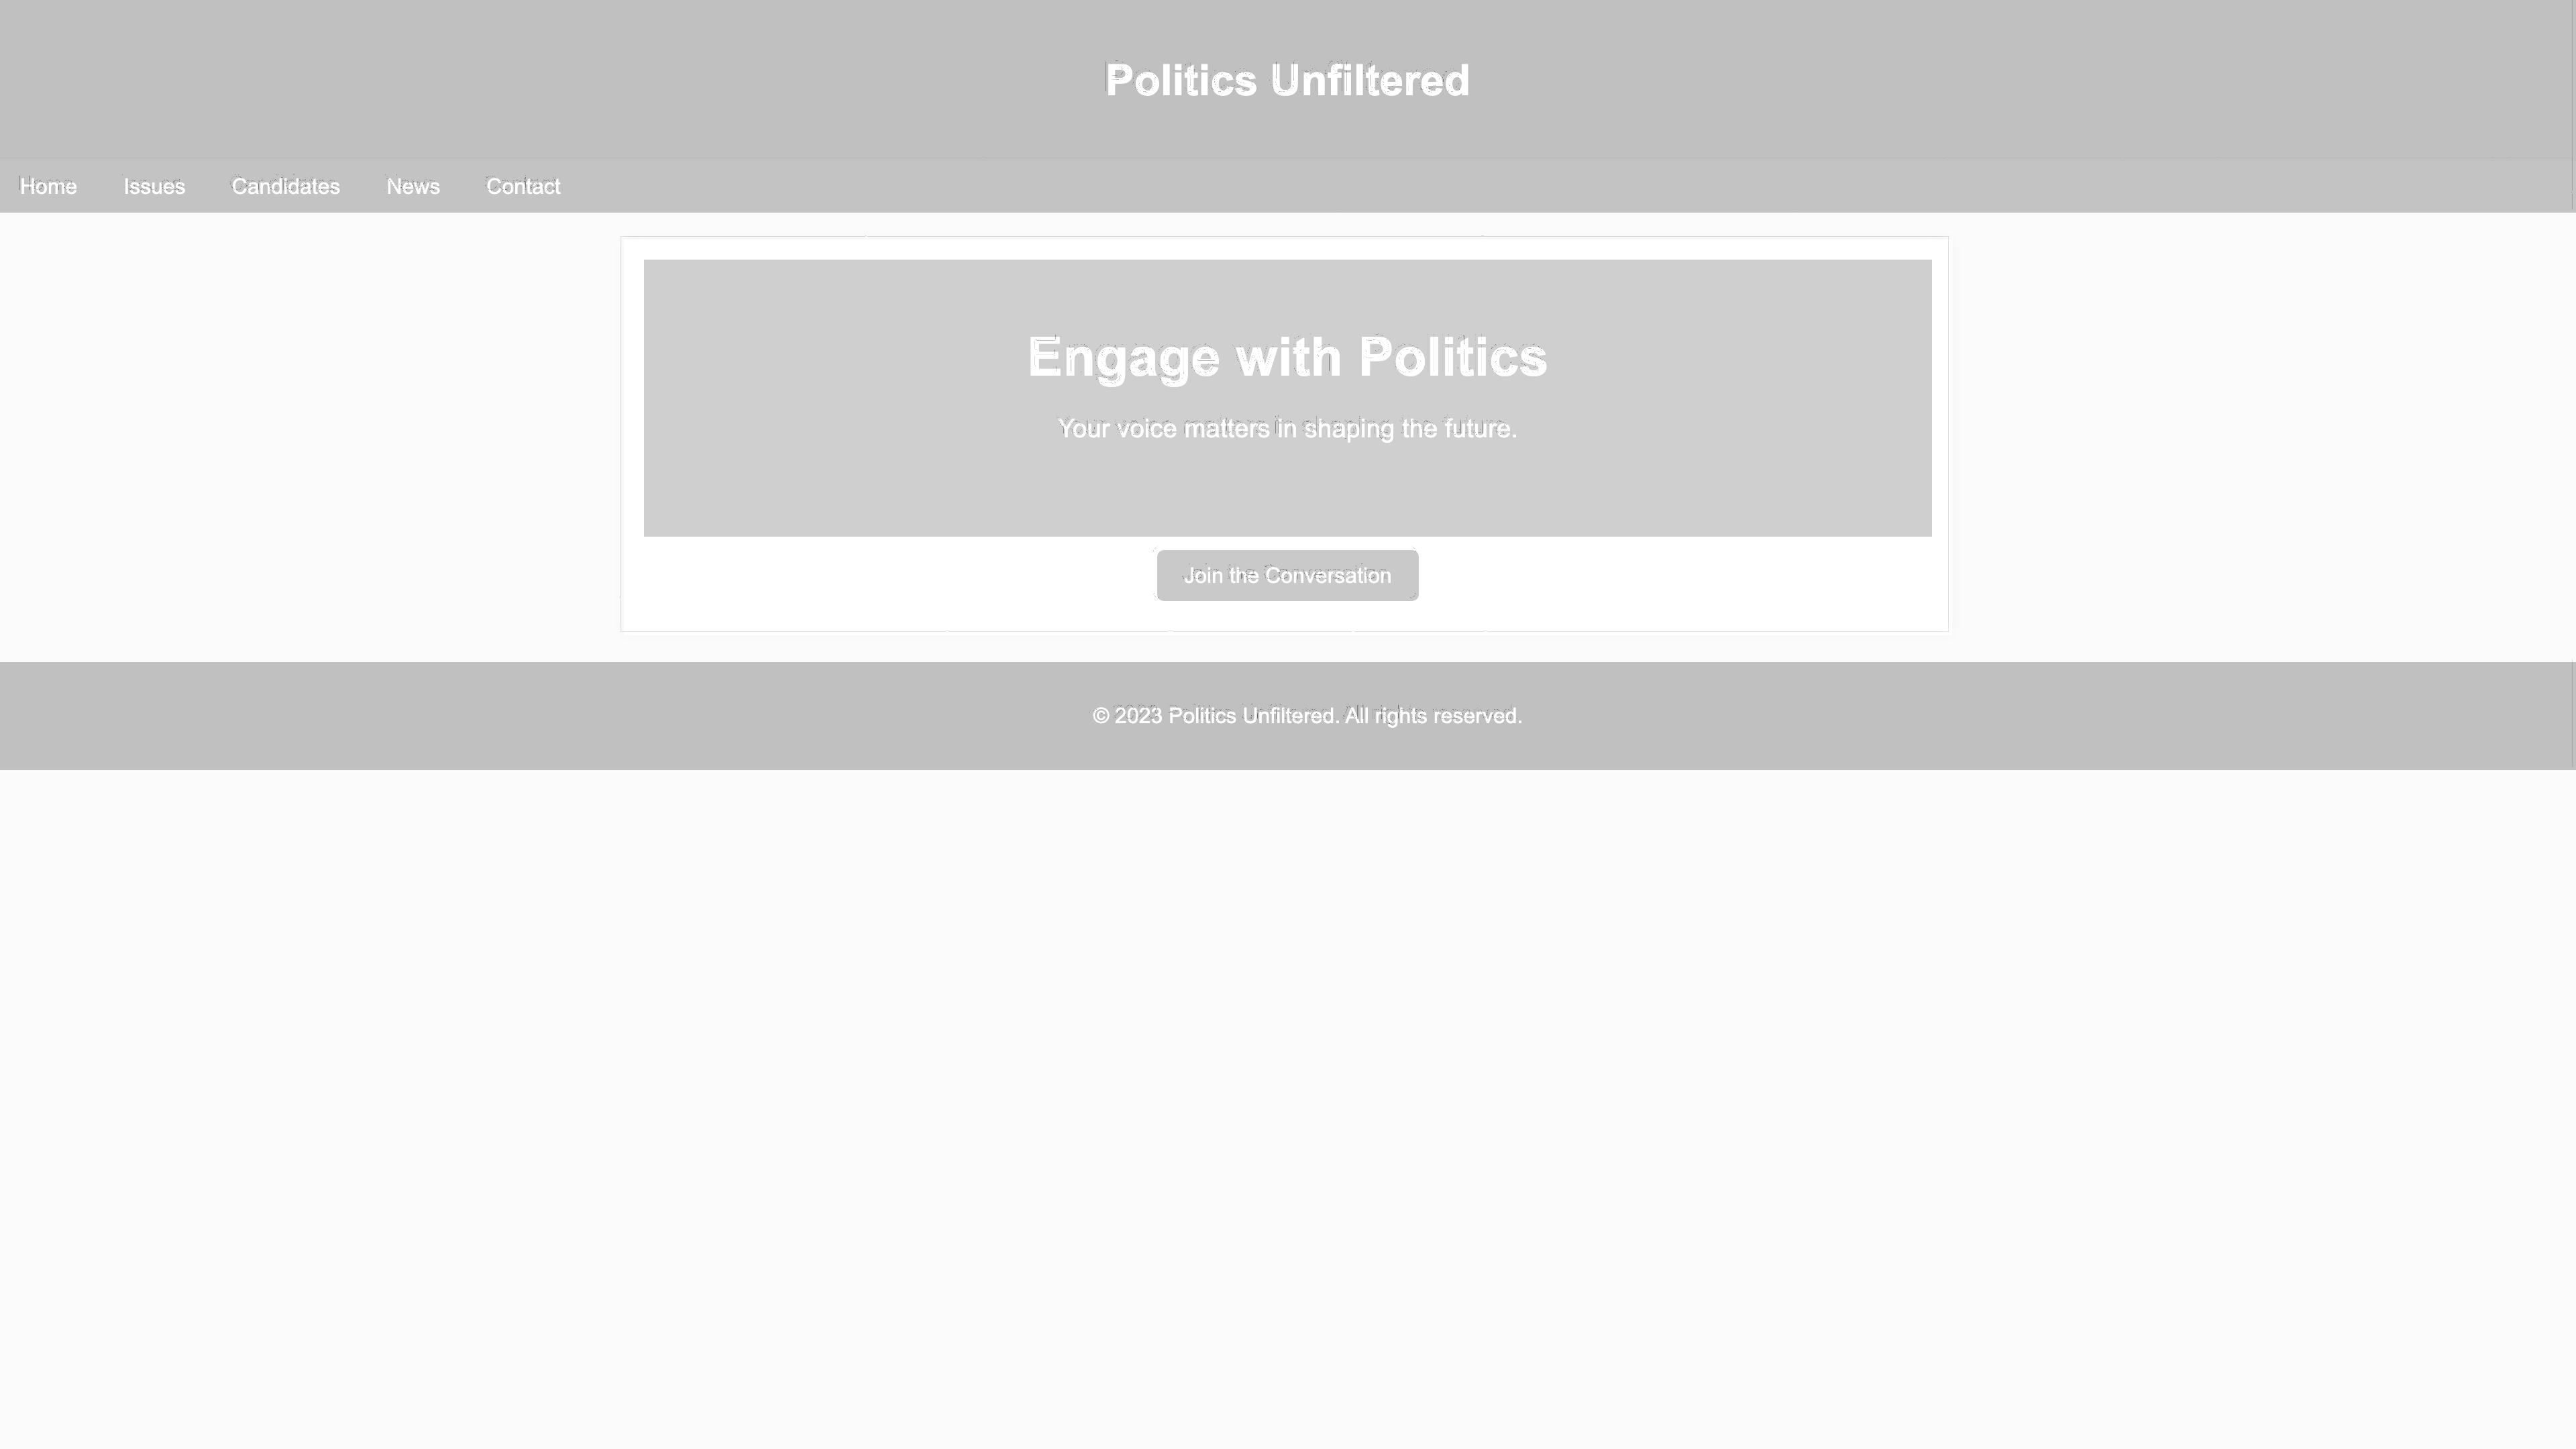 Politics Unfiltered
Home Issues Candidates News Contact
Engage with Politics
Your voice matters in shaping the future.
Join the Conversation
© 2023 Politics Unfiltered. All rights reserved.